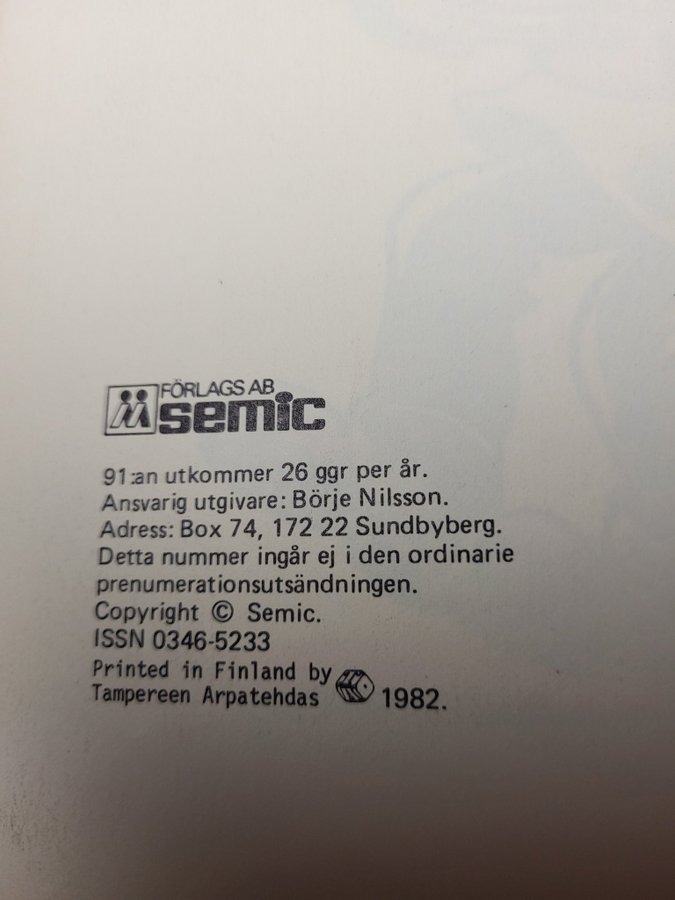 FÖRLAGS AB
semic
91:an utkommer 26 ggr per år.
Ansvarig utgivare: Börje Nilsson.
Adress: Box 74, 172 22 Sundbyberg.
Detta nummer ingår ej i den ordinarie
prenumerationsutsändningen.
Copyright © Semic.
ISSN 0346-5233
Printed in Finland by
Tampereen Arpatehdas 1982.